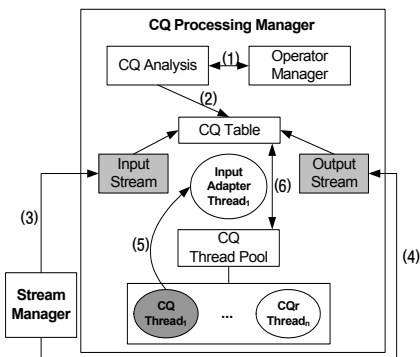 CQ Processing Manager
CQ Analysis
(1)
Operator
Manager
(2)
CQ Table
Input
Stream
Output
Stream
Input
Adapter
Thread1
(6)
(3)
(5)
(4)
CQ
Thread Pool
Stream
Manager
CQ
Thread1
...
CQr
Threadn